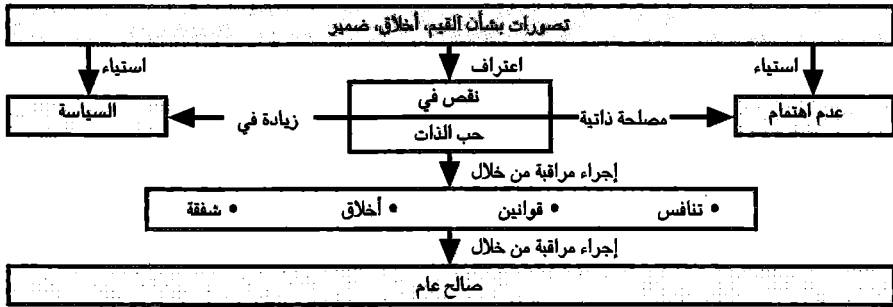 تصورات بشأن القيم، أخلاق، ضمير
استياء
اعتراف
استياء
عدم اهتمام
مصلحة ذاتية
نقص في
حب الذات
زيادة في
السياسة
إجراء مراقبة من خلال
• تنافس • قوانين • أخلاق • شفقة
إجراء مراقبة من خلال
صالح عام